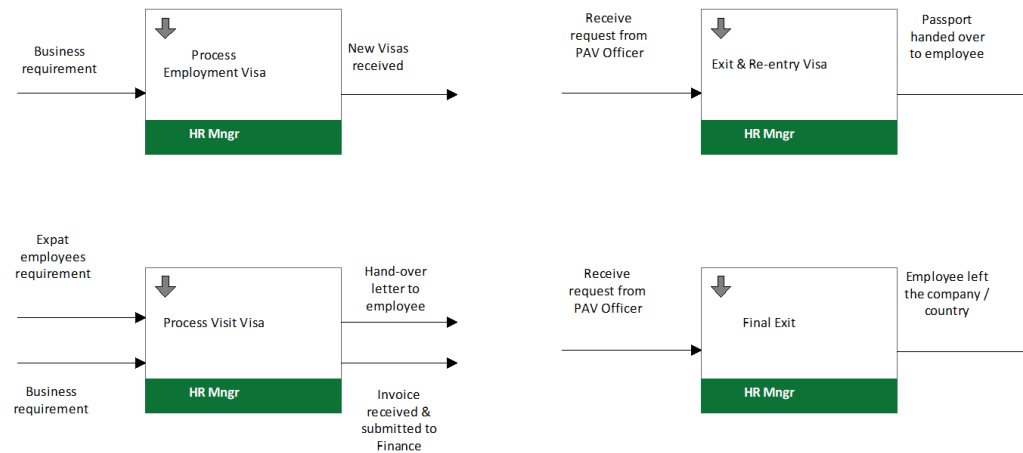 Business
requirement
Process
Employment Visa
HR Mngr
New Visas
received
Receive
request from
PAV Officer
Exit & Re-entry Visa
HR Mngr
Passport
handed over
to employee
Expat
employees
requirement
Business
requirement
Process Visit Visa
HR Mngr
Hand-over
letter to
employee
Invoice
received &
submitted to
Finance
Receive
request from
PAV Officer
Final Exit
HR Mngr
Employee left
the company /
country